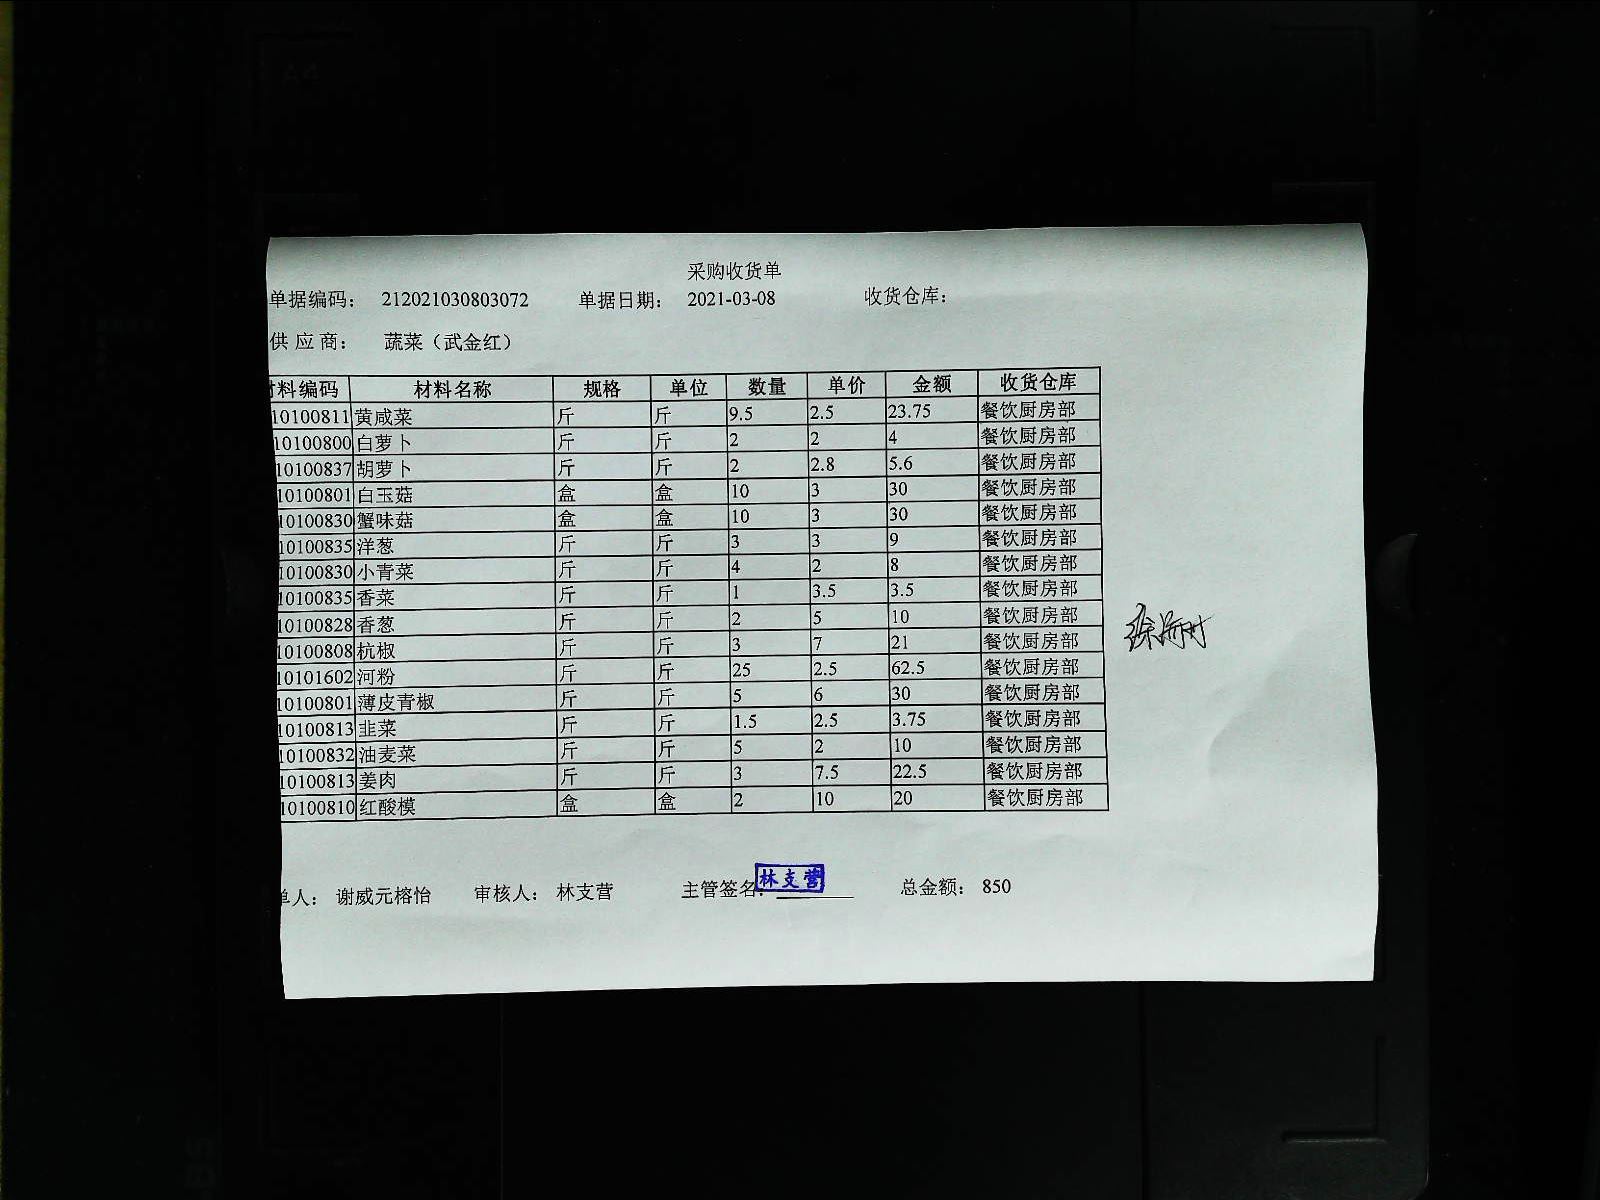 采购收货单
单据编码： 212021030803072 单据日期： 2021-03-08 收货仓库：
供 应 商： 蔬菜（武金红）
料编码 材料名称 规格 单位 数量 单价 金额 收货仓库
10100811 黄咸菜 斤 斤 9.5 2.5 23.75 餐饮厨房部
10100800 白萝卜 斤 斤 2 2 4 餐饮厨房部
10100837 胡萝卜 斤 斤 2 2.8 5.6 餐饮厨房部
10100801 白玉菇 盒 盒 10 3 30 餐饮厨房部
10100830 蟹味菇 盒 盒 10 3 30 餐饮厨房部
10100835 洋葱 斤 斤 3 3 9 餐饮厨房部
10100830 小青菜 斤 斤 4 2 8 餐饮厨房部
10100835 香菜 斤 斤 1 3.5 3.5 餐饮厨房部
10100828 香葱 斤 斤 2 5 10 餐饮厨房部
10100808 杭椒 斤 斤 3 7 21 餐饮厨房部
10101602 河粉 斤 斤 25 2.5 62.5 餐饮厨房部
10100801 薄皮青椒 斤 斤 5 6 30 餐饮厨房部
10100813 韭菜 斤 斤 1.5 2.5 3.75 餐饮厨房部
10100832 油麦菜 斤 斤 5 2 10 餐饮厨房部
10100813 姜肉 斤 斤 3 7.5 22.5 餐饮厨房部
10100810 红酸模 盒 盒 2 10 20 餐饮厨房部
单人： 谢威元榕怡 审核人： 林支营 主管签名： 林支营 总金额： 850